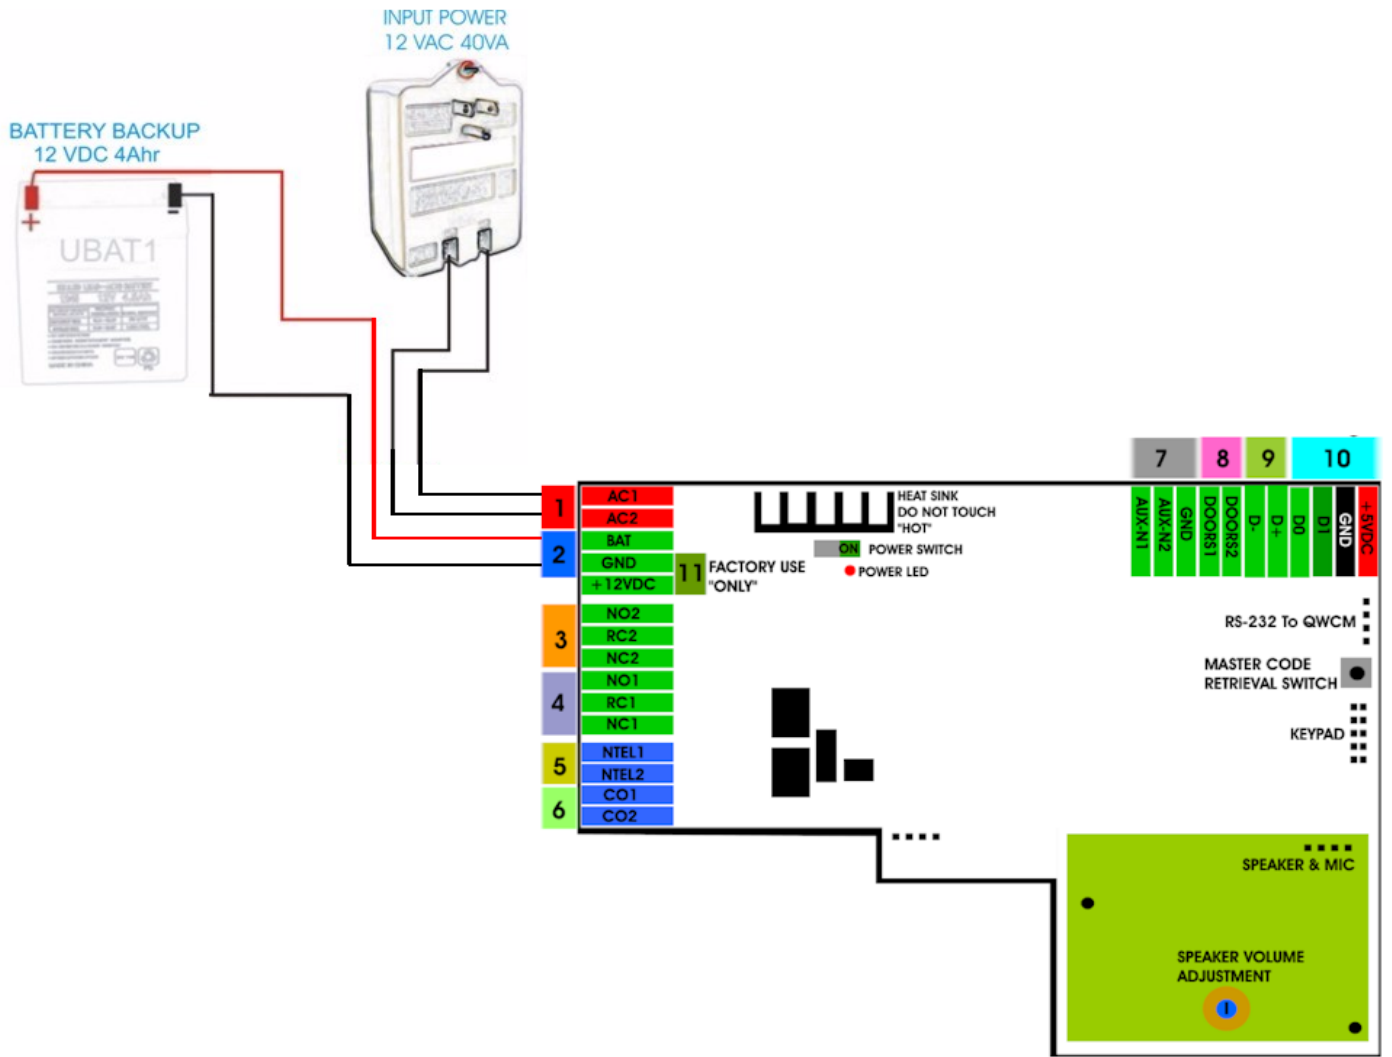 INPUT POWER
12 VAC 40VA
BATTERY BACKUP
12 VDC 4Ahr
+
-
UBAT1
7
8
9
10
AUX-N1
AUX-N2
GND
DOORS1
DOORS2
D-
D+
D0
D1
GND
+5VDC
1
AC1
AC2
2
BAT
GND
+12VDC
11
FACTORY USE
"ONLY"
HEAT SINK
DO NOT TOUCH
"HOT"
ON
POWER SWITCH
POWER LED
3
NO2
RC2
NC2
4
NO1
RC1
NC1
5
NTEL1
NTEL2
6
CO1
CO2
RS-232 To QWCM
MASTER CODE
RETRIEVAL SWITCH
KEYPAD
SPEAKER & MIC
SPEAKER VOLUME
ADJUSTMENT